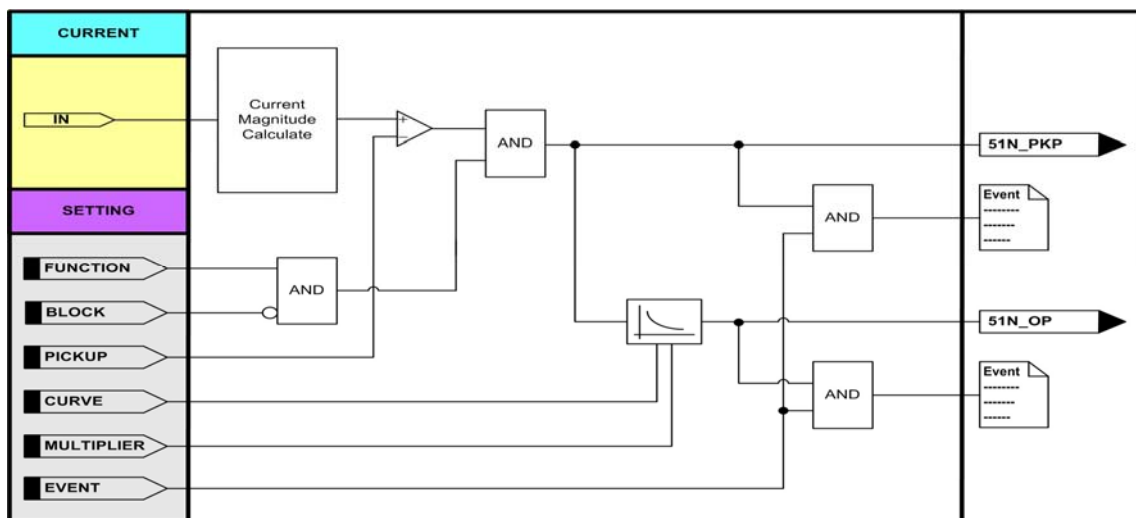 CURRENT
IN
Current
Magnitude
Calculate
+
−
AND
51N_PKP
SETTING
Event
--------
-------
------
AND
FUNCTION
AND
BLOCK
51N_OP
PICKUP
Event
--------
-------
------
CURVE
AND
MULTIPLIER
EVENT